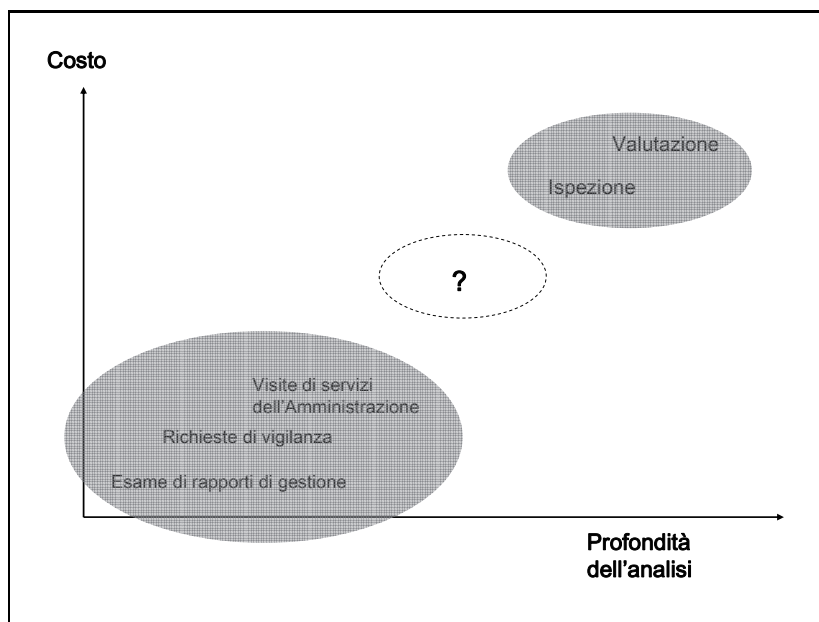 Costo
Valutazione
Ispezione
?
Visite di servizi
dell'Amministrazione
Richieste di vigilanza
Esame di rapporti di gestione
Profondità
dell'analisi